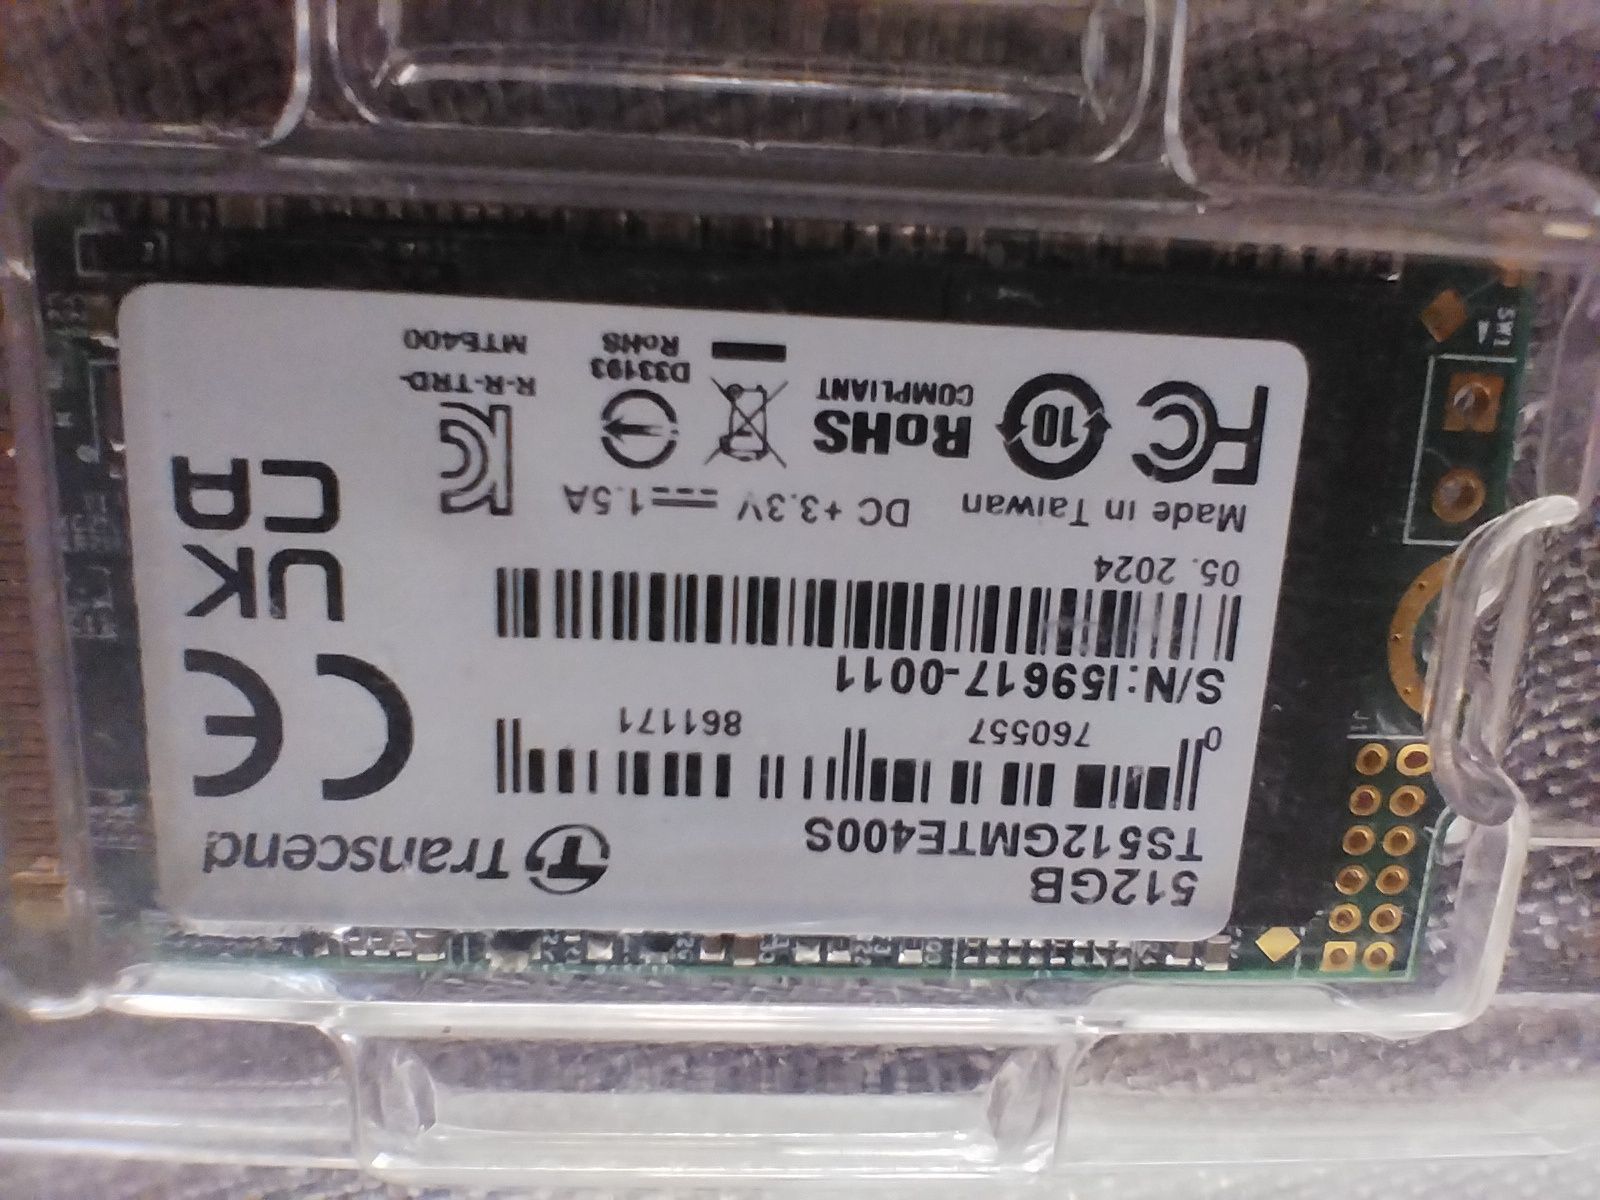 512GB
TS512GMTE400S
Transcend
0 760557 861171
S/N:I59617-0011
05. 2024
Made in Taiwan DC +3.3V 1.5A
CE
UK
CA
FC
10
RoHS
COMPLIANT
D33193
RoHS
R-R-TRD-
MTE400
SW1